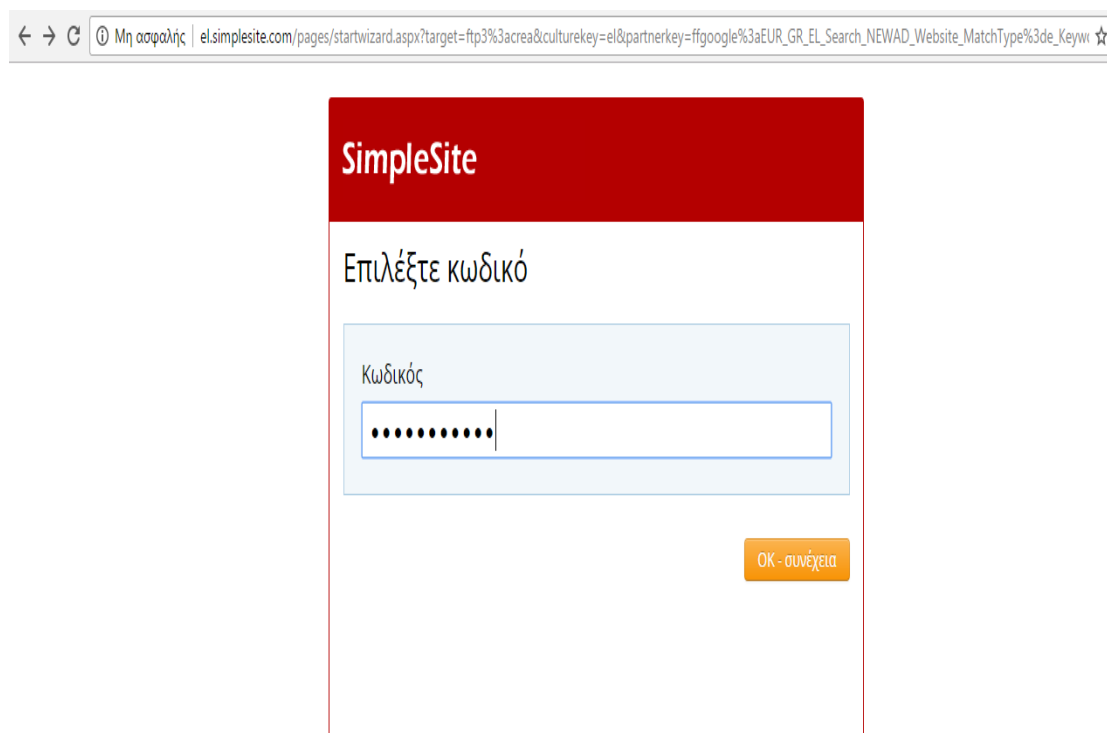 Μη ασφαλής | el.simplesite.com/pages/startwizard.aspx?target=ftp3%3acrea&culturekey=el&partnerkey=ffgoogle%3aEUR_GR_EL_Search_NEWAD_Website_MatchType%3de_Keyw
SimpleSite
Επιλέξτε κωδικό
Κωδικός
•••••••••••
OK - συνέχεια